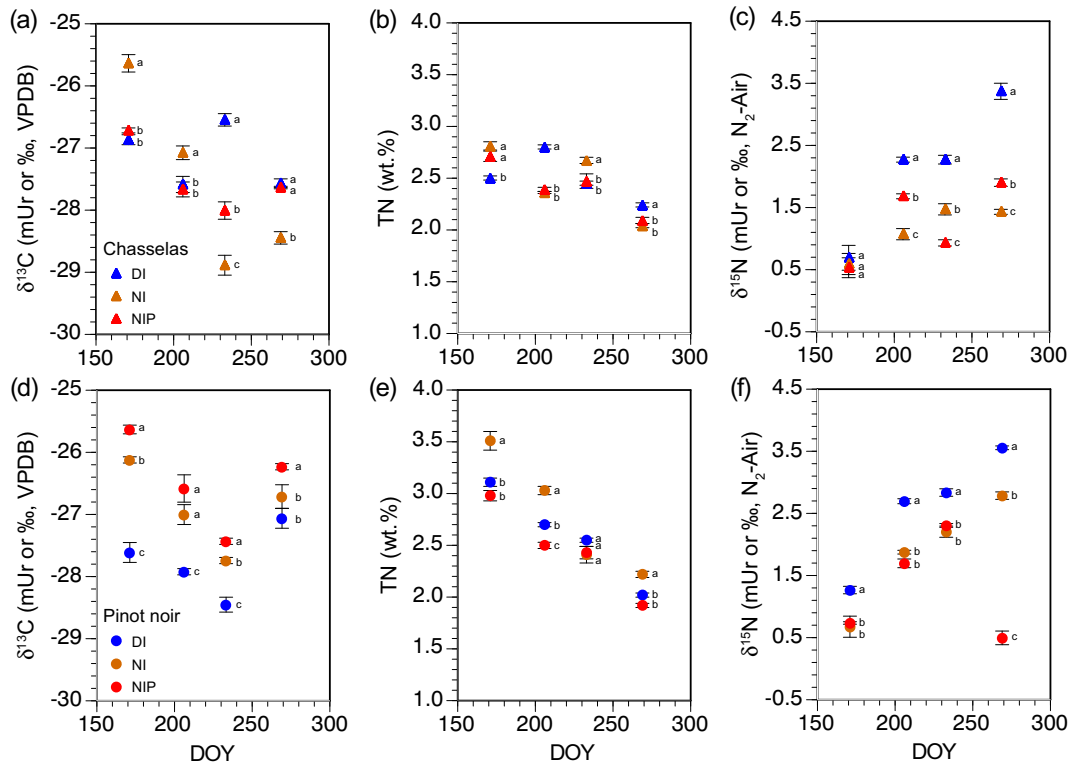 (a)
-25
-26
-27
-28
-29
-30
δ¹³C (mUr or ‰, VPDB)
a
b
b
a
b
b
a
b
c
a
a
b
Chasselas
DI
NI
NIP
150 200 250 300
(b)
4.0
3.5
3.0
2.5
2.0
1.5
1.0
TN (wt.%)
a
a
b
a
b
b
a
b
b
a
b
b
150 200 250 300
(c)
4.5
3.5
2.5
1.5
0.5
-0.5
δ¹⁵N (mUr or ‰, N₂-Air)
a
a
a
a
b
c
a
b
c
a
b
c
150 200 250 300
(d)
-25
-26
-27
-28
-29
-30
δ¹³C (mUr or ‰, VPDB)
a
b
c
a
a
c
a
b
c
a
b
b
Pinot noir
DI
NI
NIP
150 200 250 300
DOY
(e)
4.0
3.5
3.0
2.5
2.0
1.5
1.0
TN (wt.%)
a
b
b
a
b
c
a
a
a
a
b
b
150 200 250 300
DOY
(f)
4.5
3.5
2.5
1.5
0.5
-0.5
δ¹⁵N (mUr or ‰, N₂-Air)
a
b
b
a
b
b
a
b
b
a
b
c
150 200 250 300
DOY